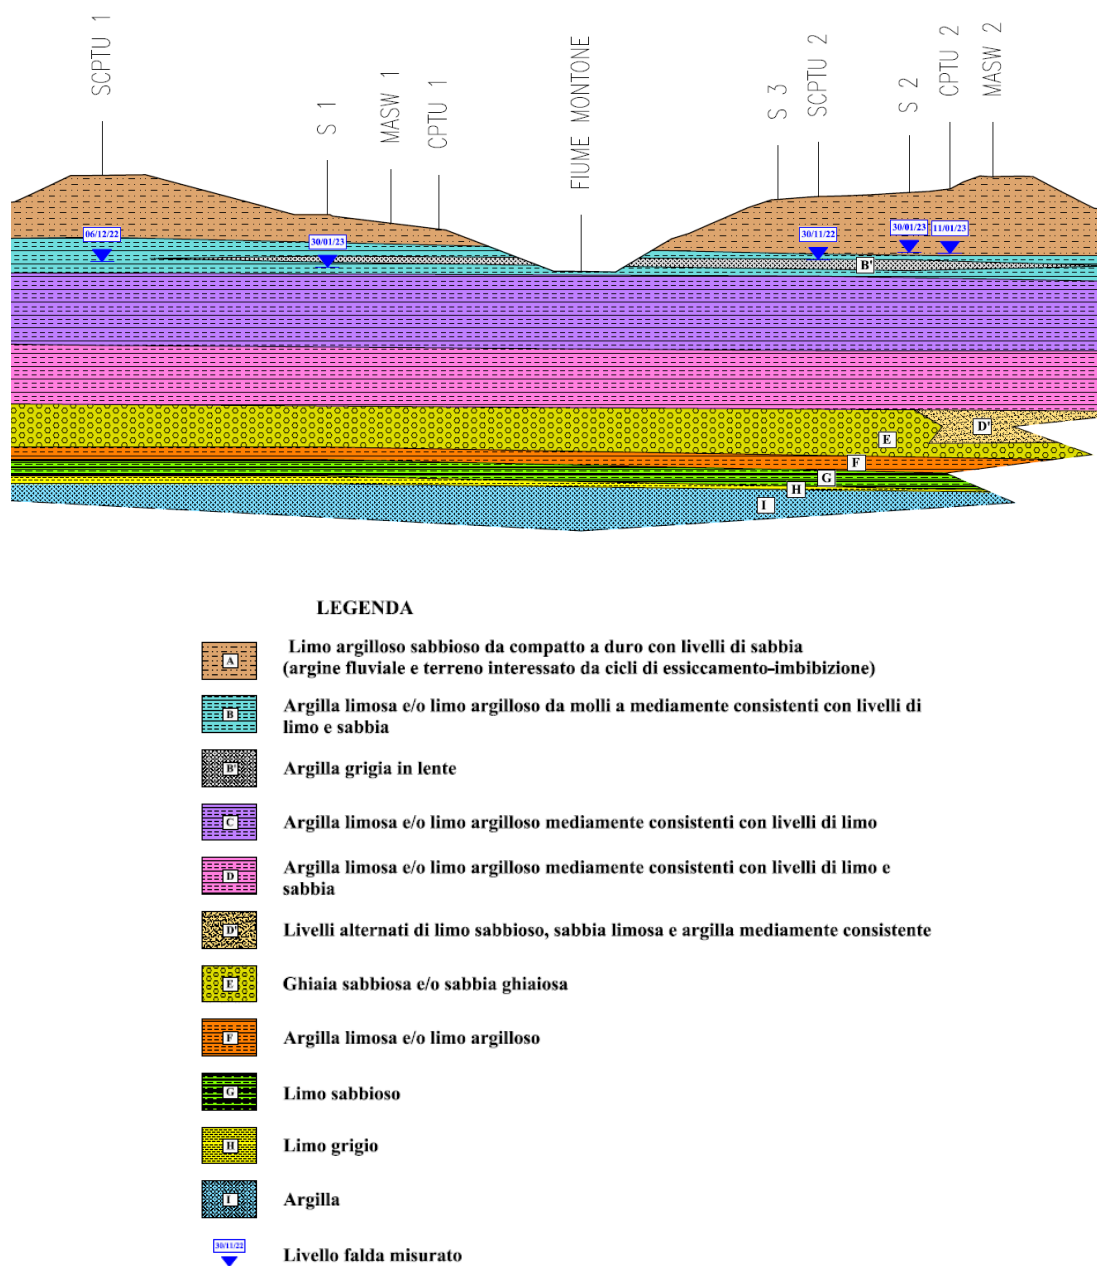 SCPTU 1
S 1
MASW 1
CPTU 1
FIUME MONTONE
S 3
SCPTU 2
S 2
CPTU 2
MASW 2
06/12/22
30/01/23
30/11/22
30/01/23
11/01/23
B'
D'
E
F
G
H
I
LEGENDA
A
Limo argilloso sabbioso da compatto a duro con livelli di sabbia
(argine fluviale e terreno interessato da cicli di essiccamento-imbibizione)
B
Argilla limosa e/o limo argilloso da molli a mediamente consistenti con livelli di
limo e sabbia
B'
Argilla grigia in lente
C
Argilla limosa e/o limo argilloso mediamente consistenti con livelli di limo
D
Argilla limosa e/o limo argilloso mediamente consistenti con livelli di limo e
sabbia
D'
Livelli alternati di limo sabbioso, sabbia limosa e argilla mediamente consistente
E
Ghiaia sabbiosa e/o sabbia ghiaiosa
F
Argilla limosa e/o limo argilloso
G
Limo sabbioso
H
Limo grigio
I
Argilla
30/11/22
Livello falda misurato